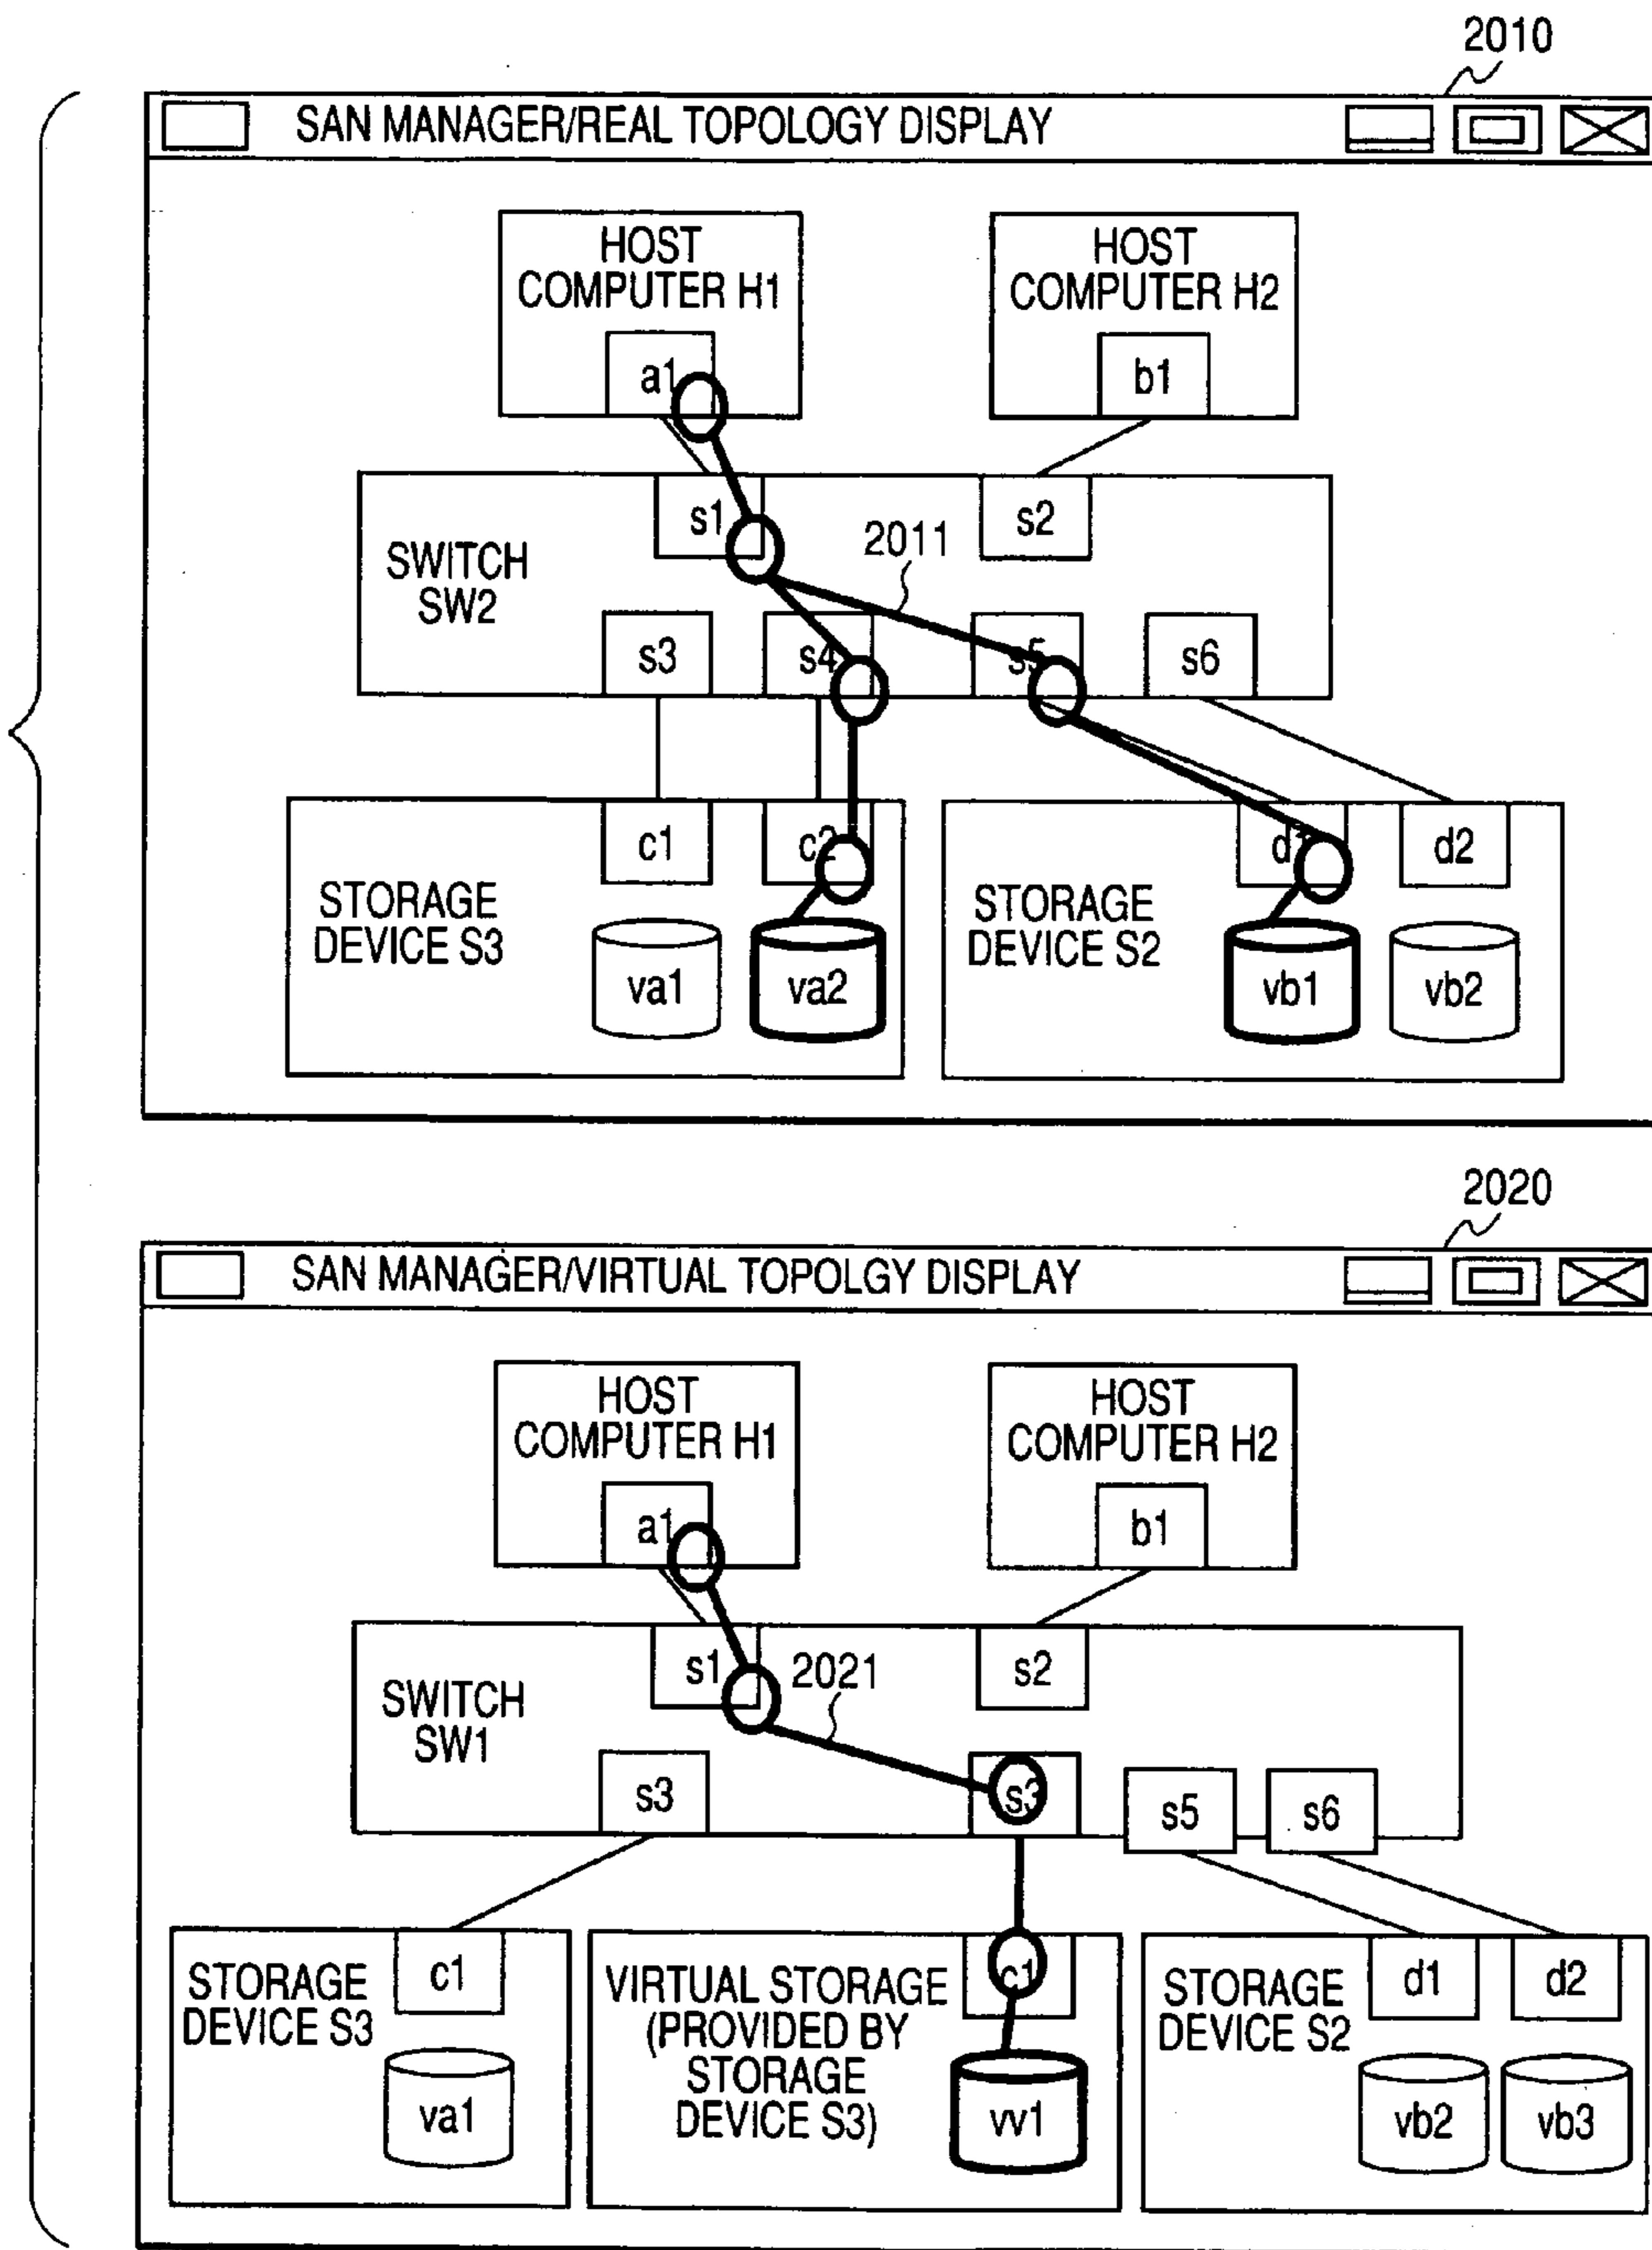 2010
SAN MANAGER/REAL TOPOLOGY DISPLAY
HOST
COMPUTER H1
a1
HOST
COMPUTER H2
b1
s1
s2
2011
SWITCH
SW2
s3
s4
s5
s6
c1
c2
d1
d2
STORAGE
DEVICE S3
va1
va2
STORAGE
DEVICE S2
vb1
vb2
2020
SAN MANAGER/VIRTUAL TOPOLGY DISPLAY
HOST
COMPUTER H1
a1
HOST
COMPUTER H2
b1
s1
s2
2021
SWITCH
SW1
s3
s3
s5
s6
STORAGE
DEVICE S3
c1
va1
VIRTUAL STORAGE
(PROVIDED BY
STORAGE
DEVICE S3)
c1
vv1
STORAGE
DEVICE S2
d1
d2
vb2
vb3